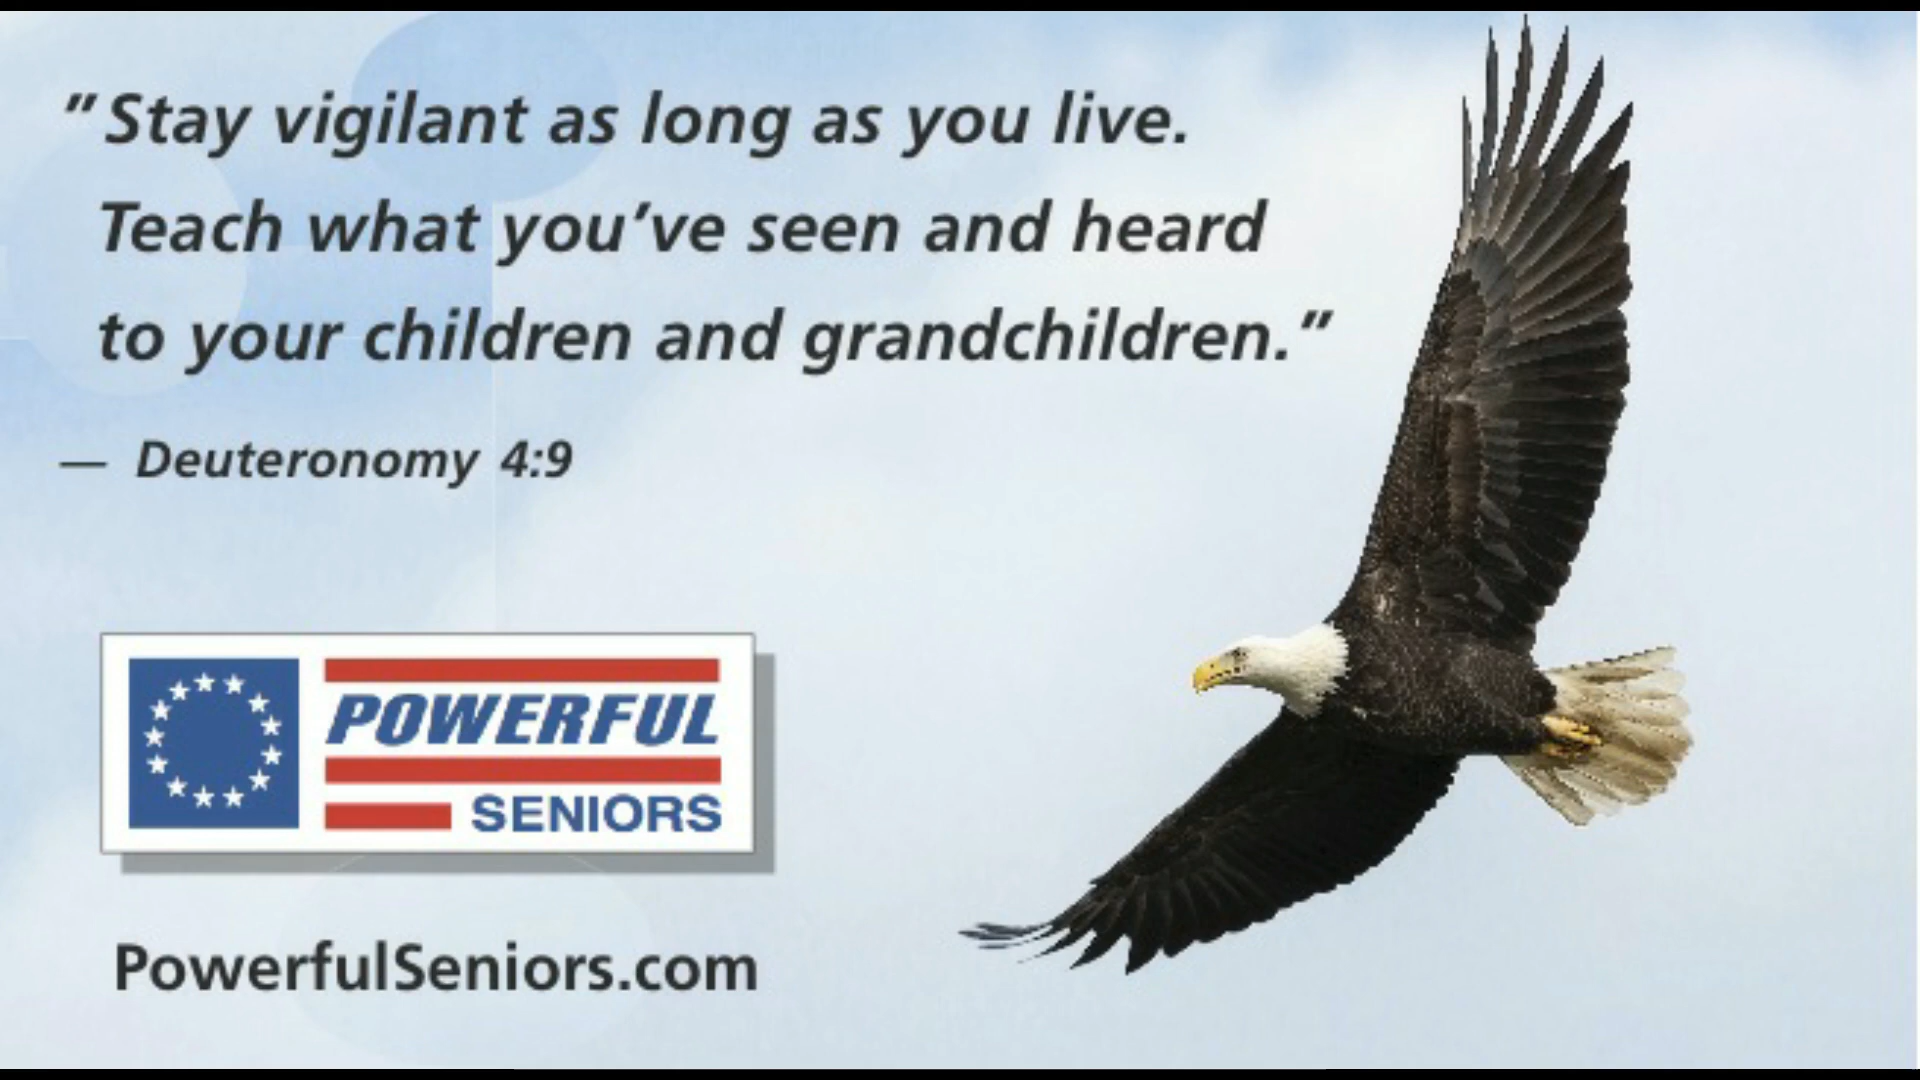 "Stay vigilant as long as you live.
Teach what you’ve seen and heard
to your children and grandchildren."
— Deuteronomy 4:9
POWERFUL
SENIORS
PowerfulSeniors.com